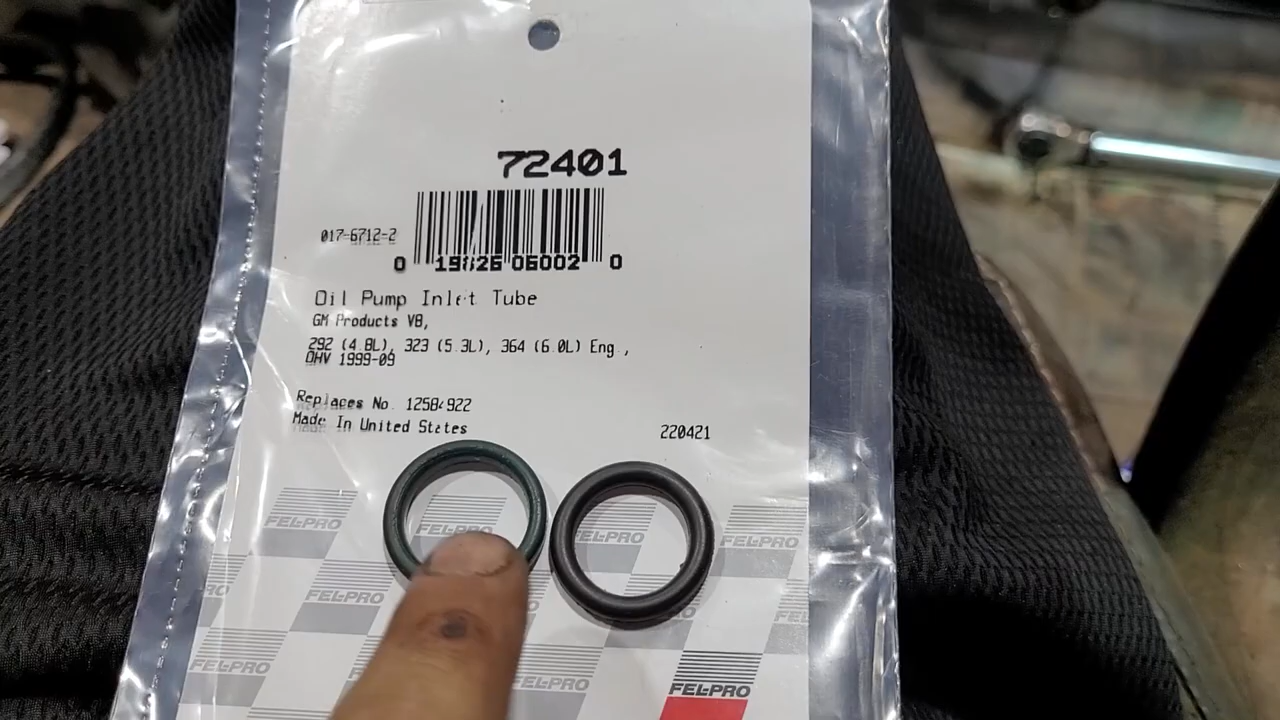 72401
017-6712-2
0 19826 06002 0
Oil Pump Inlet Tube
GM Products V8,
292 (4.8L), 323 (5.3L), 364 (6.0L) Eng.,
OHV 1999-09
Replaces No. 12584922
Made In United States
220421
FEL-PRO FEL-PRO FEL-PRO FEL-PRO
FEL-PRO
FEL-PRO FEL-PRO
FEL-PRO